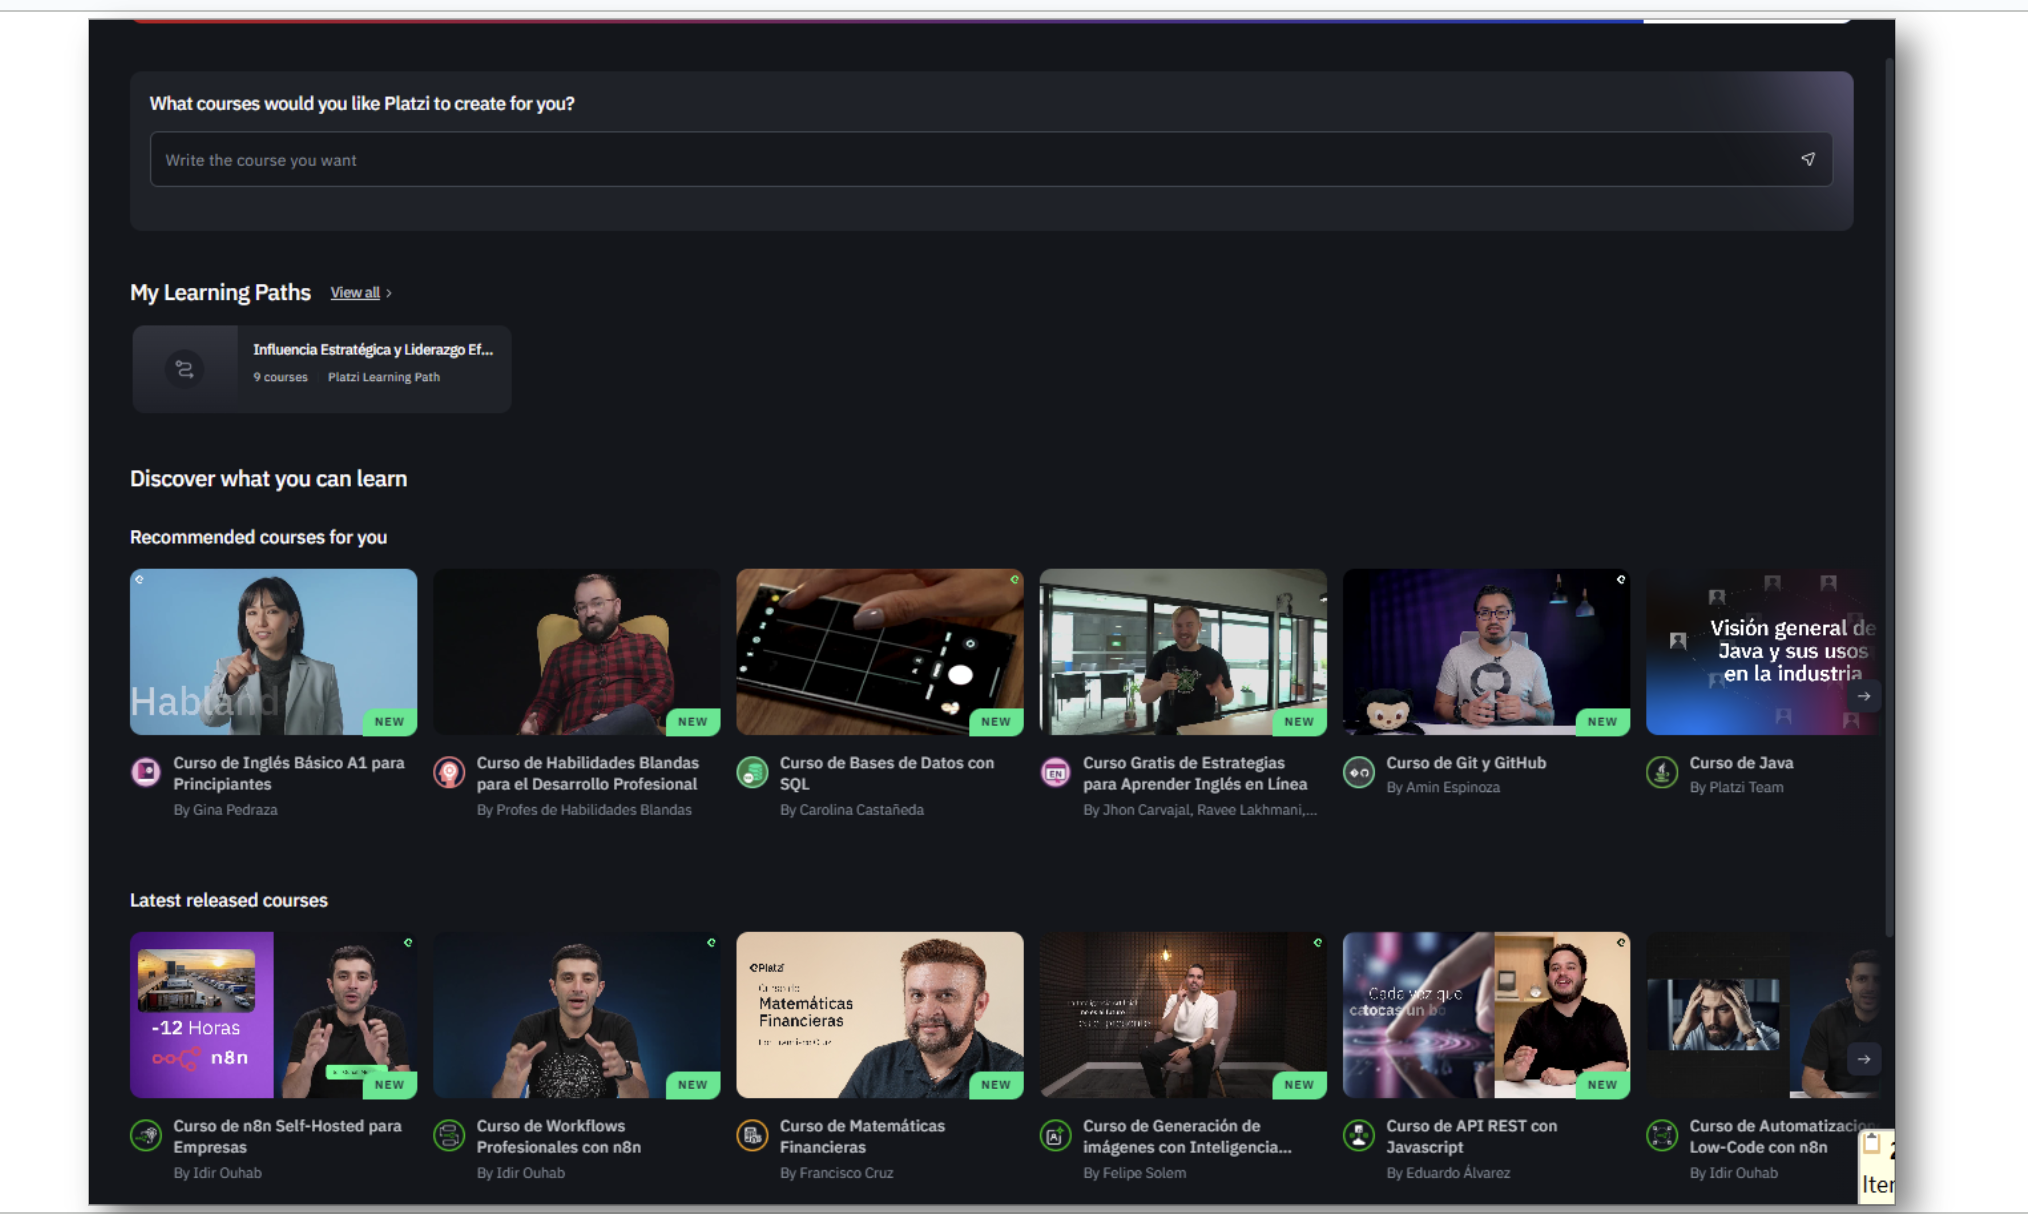 What courses would you like Platzi to create for you?
Write the course you want
My Learning Paths View all >
Influencia Estratégica y Liderazgo Ef...
9 courses Platzi Learning Path
Discover what you can learn
Recommended courses for you
Habland
NEW
NEW
NEW
NEW
NEW
Visión general de
Java y sus usos
en la industria
Curso de Inglés Básico A1 para
Principiantes
By Gina Pedraza
Curso de Habilidades Blandas
para el Desarrollo Profesional
By Profes de Habilidades Blandas
Curso de Bases de Datos con
SQL
By Carolina Castañeda
EN
Curso Gratis de Estrategias
para Aprender Inglés en Línea
By Jhon Carvajal, Ravee Lakhmani,...
Curso de Git y GitHub
By Amin Espinoza
Curso de Java
By Platzi Team
Latest released courses
-12 Horas
n8n
NEW
NEW
Platzi
Curso de
Matemáticas
Financieras
NEW
es el presente
NEW
Cada vez que
catocas un bo
NEW
Curso de n8n Self-Hosted para
Empresas
By Idir Ouhab
Curso de Workflows
Profesionales con n8n
By Idir Ouhab
Curso de Matemáticas
Financieras
By Francisco Cruz
Curso de Generación de
imágenes con Inteligencia...
By Felipe Solem
Curso de API REST con
Javascript
By Eduardo Álvarez
Curso de Automatizacion
Low-Code con n8n
By Idir Ouhab
2
Iter